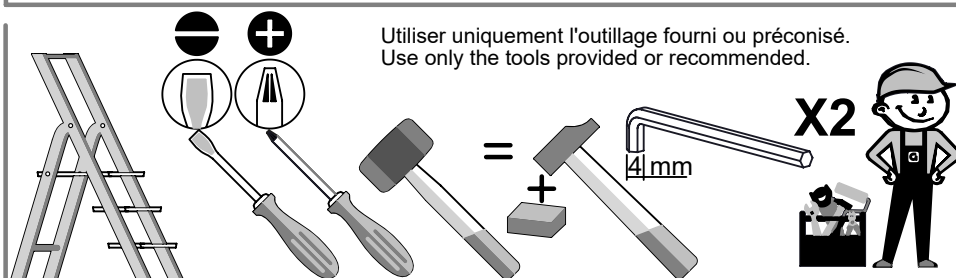 Utiliser uniquement l'outillage fourni ou préconisé.
Use only the tools provided or recommended.
X2
4 mm